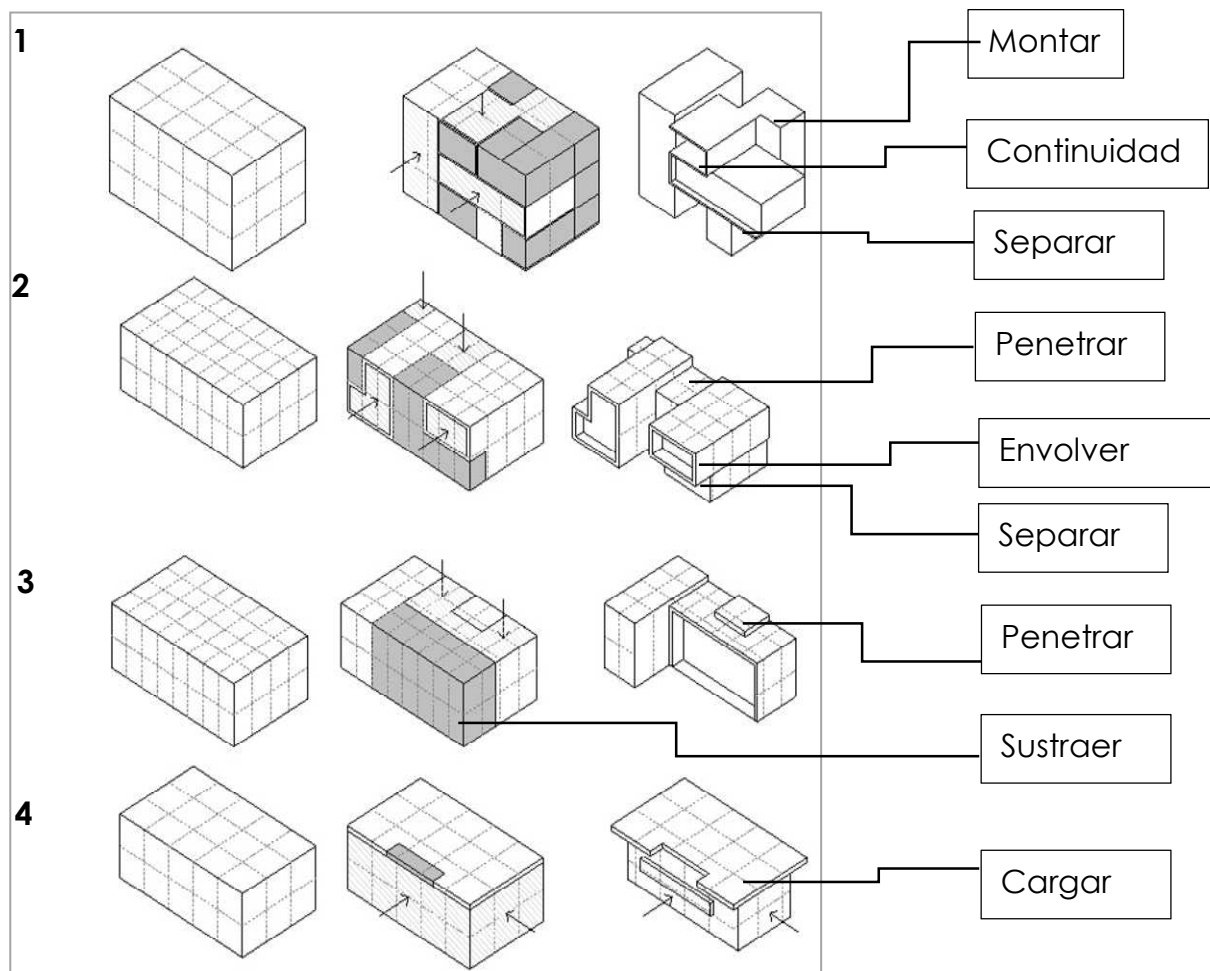 1
Montar
Continuidad
Separar
2
Penetrar
Envolver
Separar
3
Penetrar
Sustraer
4
Cargar